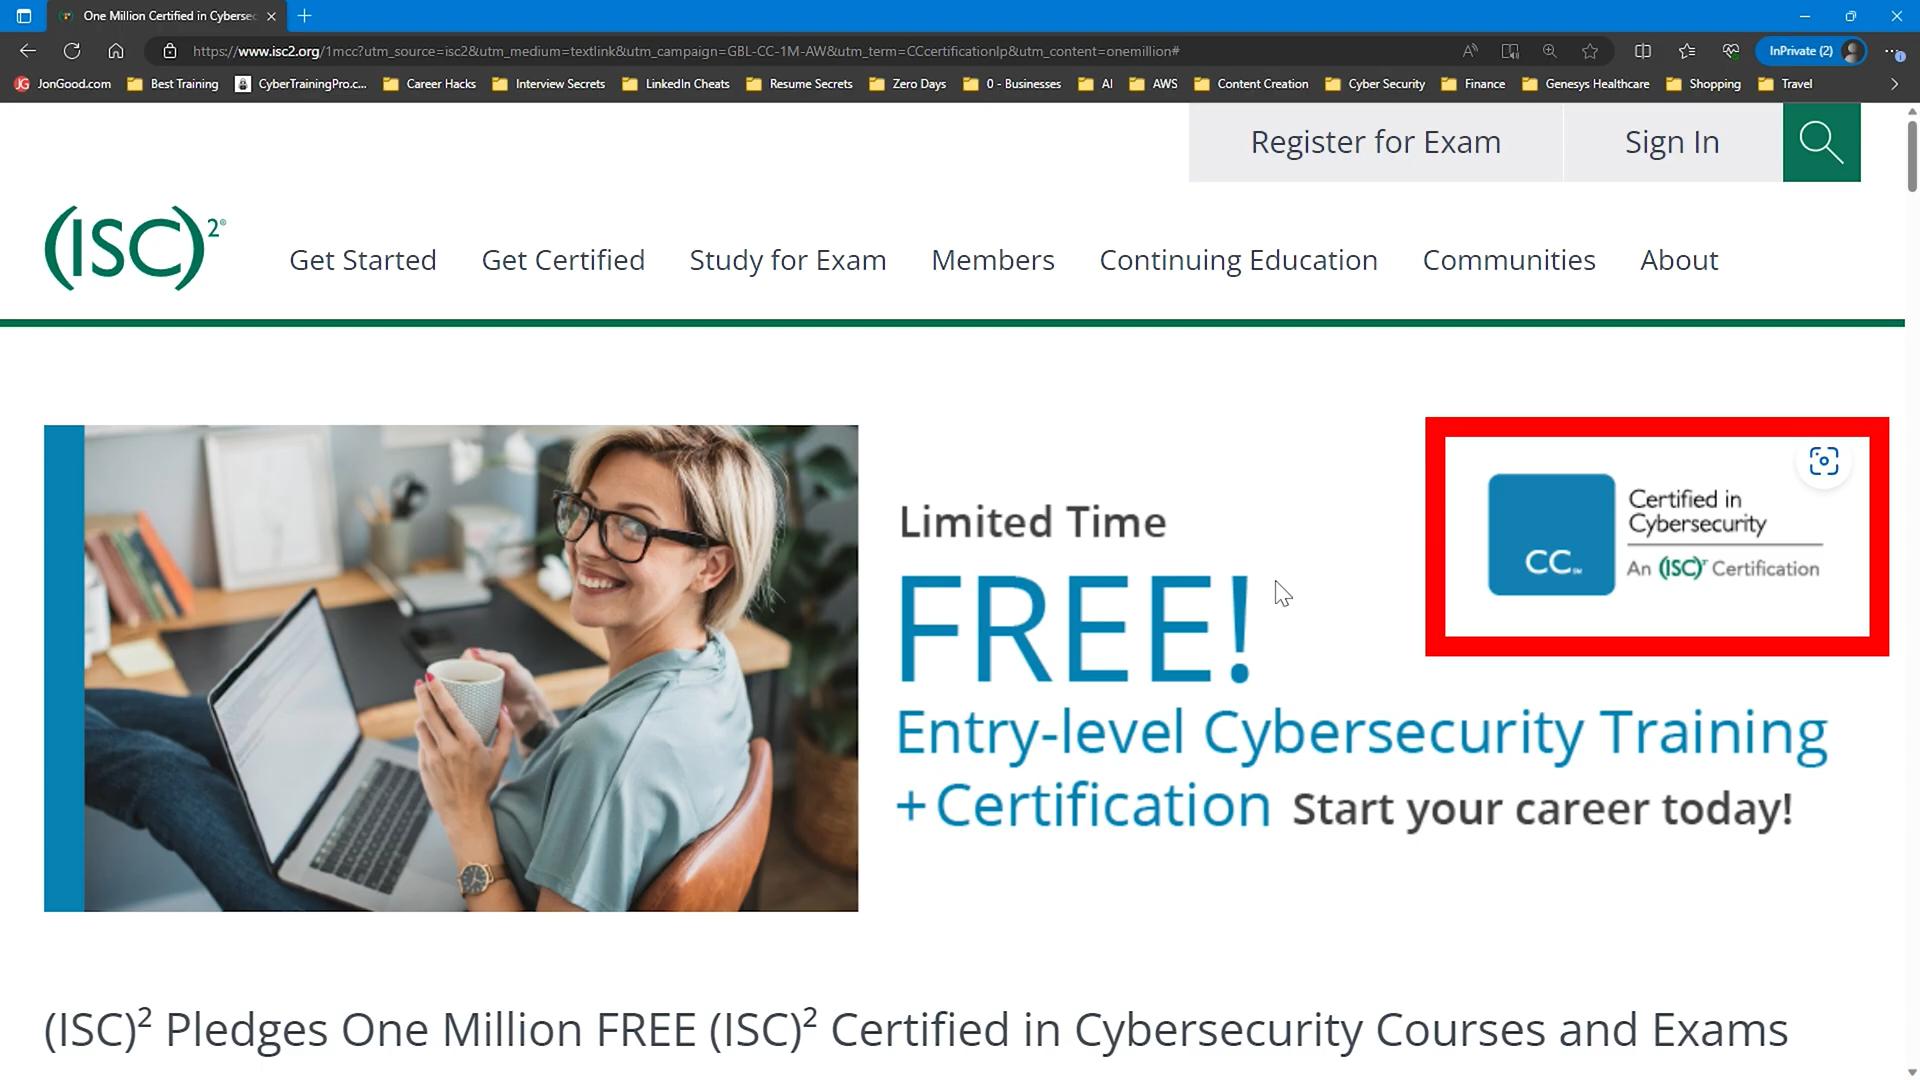 One Million Certified in Cybersec
https://www.isc2.org/1mcc?utm_source=isc2&utm_medium=textlink&utm_campaign=GBL-CC-1M-AW&utm_term=CCcertificationlp&utm_content=onemillion#
InPrivate (2)
JonGood.com
Best Training
CyberTrainingPro.c...
Career Hacks
Interview Secrets
LinkedIn Cheats
Resume Secrets
Zero Days
0 - Businesses
AI
AWS
Content Creation
Cyber Security
Finance
Genesys Healthcare
Shopping
Travel
Register for Exam
Sign In
(ISC)²®
Get Started
Get Certified
Study for Exam
Members
Continuing Education
Communities
About
Limited Time
FREE!
Entry-level Cybersecurity Training
+Certification Start your career today!
CC℠
Certified in
Cybersecurity
An (ISC)² Certification
(ISC)² Pledges One Million FREE (ISC)² Certified in Cybersecurity Courses and Exams